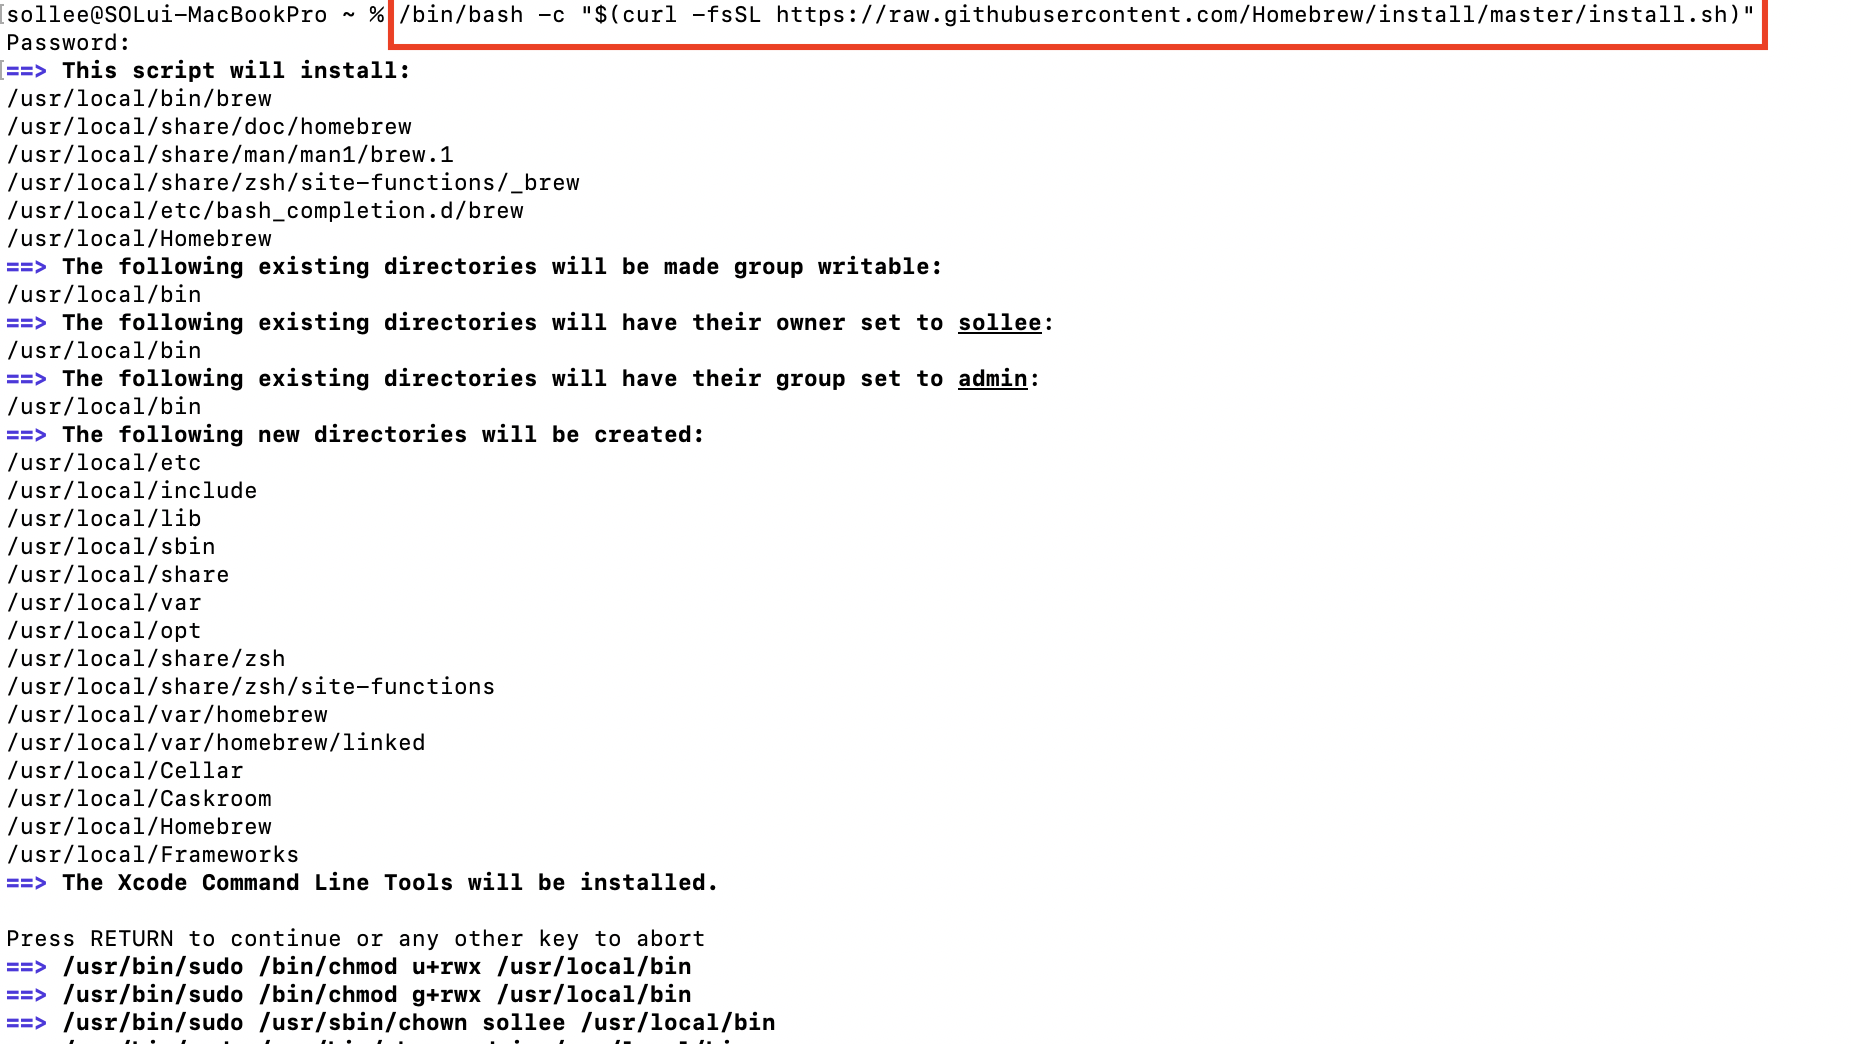 sollee@SOLui-MacBookPro ~ % /bin/bash -c "$(curl -fsSL https://raw.githubusercontent.com/Homebrew/install/master/install.sh)"
Password:
==> This script will install:
/usr/local/bin/brew
/usr/local/share/doc/homebrew
/usr/local/share/man/man1/brew.1
/usr/local/share/zsh/site-functions/_brew
/usr/local/etc/bash_completion.d/brew
/usr/local/Homebrew
==> The following existing directories will be made group writable:
/usr/local/bin
==> The following existing directories will have their owner set to sollee:
/usr/local/bin
==> The following existing directories will have their group set to admin:
/usr/local/bin
==> The following new directories will be created:
/usr/local/etc
/usr/local/include
/usr/local/lib
/usr/local/sbin
/usr/local/share
/usr/local/var
/usr/local/opt
/usr/local/share/zsh
/usr/local/share/zsh/site-functions
/usr/local/var/homebrew
/usr/local/var/homebrew/linked
/usr/local/Cellar
/usr/local/Caskroom
/usr/local/Homebrew
/usr/local/Frameworks
==> The Xcode Command Line Tools will be installed.
Press RETURN to continue or any other key to abort
==> /usr/bin/sudo /bin/chmod u+rwx /usr/local/bin
==> /usr/bin/sudo /bin/chmod g+rwx /usr/local/bin
==> /usr/bin/sudo /usr/sbin/chown sollee /usr/local/bin